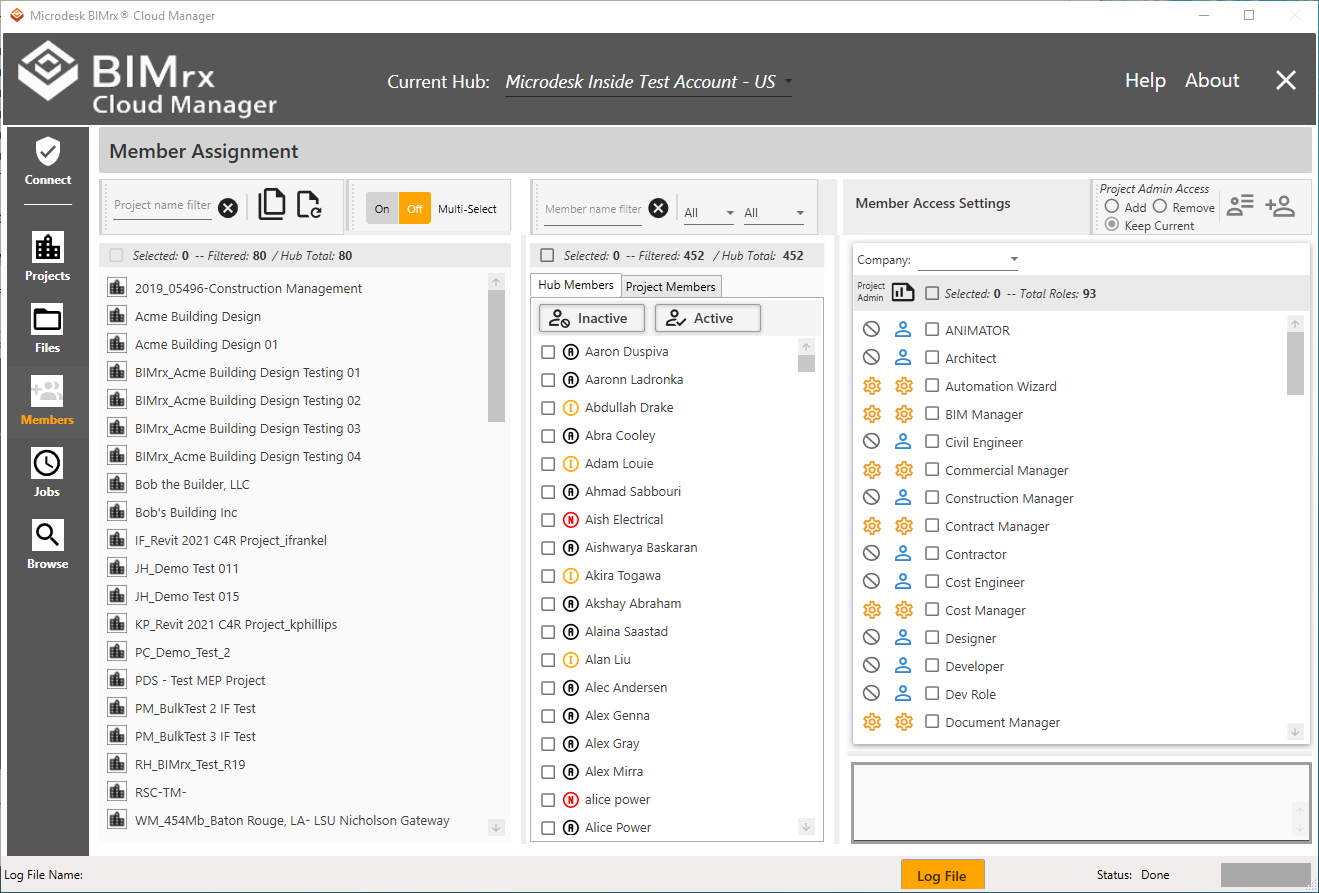 Microdesk BIMrx® Cloud Manager
BIMrx
Cloud Manager
Current Hub: Microdesk Inside Test Account - US
Help About
Connect
Projects
Files
Members
Jobs
Browse
Member Assignment
Project name filter
On Off Multi-Select
Selected: 0 -- Filtered: 80 / Hub Total: 80
2019_05496-Construction Management
Acme Building Design
Acme Building Design 01
BIMrx_Acme Building Design Testing 01
BIMrx_Acme Building Design Testing 02
BIMrx_Acme Building Design Testing 03
BIMrx_Acme Building Design Testing 04
Bob the Builder, LLC
Bob's Building Inc
IF_Revit 2021 C4R Project_ifrankel
JH_Demo Test 011
JH_Demo Test 015
KP_Revit 2021 C4R Project_kphillips
PC_Demo_Test_2
PDS - Test MEP Project
PM_BulkTest 2 IF Test
PM_BulkTest 3 IF Test
RH_BIMrx_Test_R19
RSC-TM-
WM_454Mb_Baton Rouge, LA- LSU Nicholson Gateway
Member name filter
All All
Selected: 0 -- Filtered: 452 / Hub Total: 452
Hub Members Project Members
Inactive Active
A Aaron Duspiva
A Aaronn Ladronka
I Abdullah Drake
A Abra Cooley
I Adam Louie
A Ahmad Sabbouri
N Aish Electrical
A Aishwarya Baskaran
I Akira Togawa
A Akshay Abraham
A Alaina Saastad
I Alan Liu
A Alec Andersen
A Alex Genna
A Alex Gray
A Alex Mirra
N alice power
A Alice Power
Member Access Settings
Project Admin Access
Add Remove
Keep Current
Company:
Project
Admin
Selected: 0 -- Total Roles: 93
ANIMATOR
Architect
Automation Wizard
BIM Manager
Civil Engineer
Commercial Manager
Construction Manager
Contract Manager
Contractor
Cost Engineer
Cost Manager
Designer
Developer
Dev Role
Document Manager
Log File Name:
Log File
Status: Done